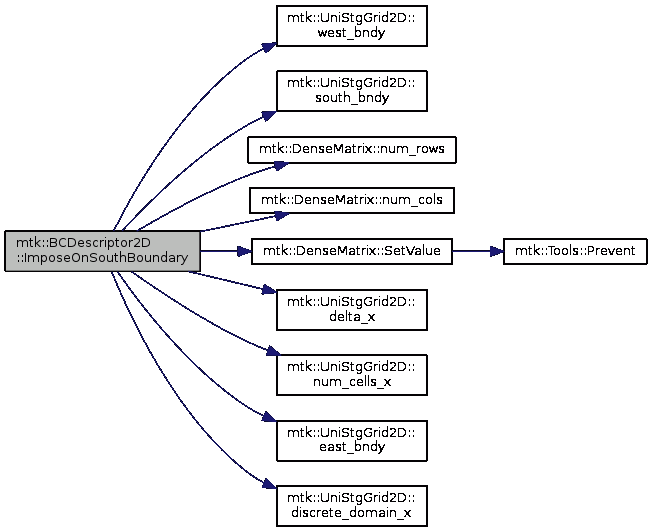 mtk::UniStgGrid2D::
west_bndy
mtk::UniStgGrid2D::
south_bndy
mtk::DenseMatrix::num_rows
mtk::DenseMatrix::num_cols
mtk::BCDescriptor2D
::ImposeOnSouthBoundary
mtk::DenseMatrix::SetValue
mtk::Tools::Prevent
mtk::UniStgGrid2D::
delta_x
mtk::UniStgGrid2D::
num_cells_x
mtk::UniStgGrid2D::
east_bndy
mtk::UniStgGrid2D::
discrete_domain_x